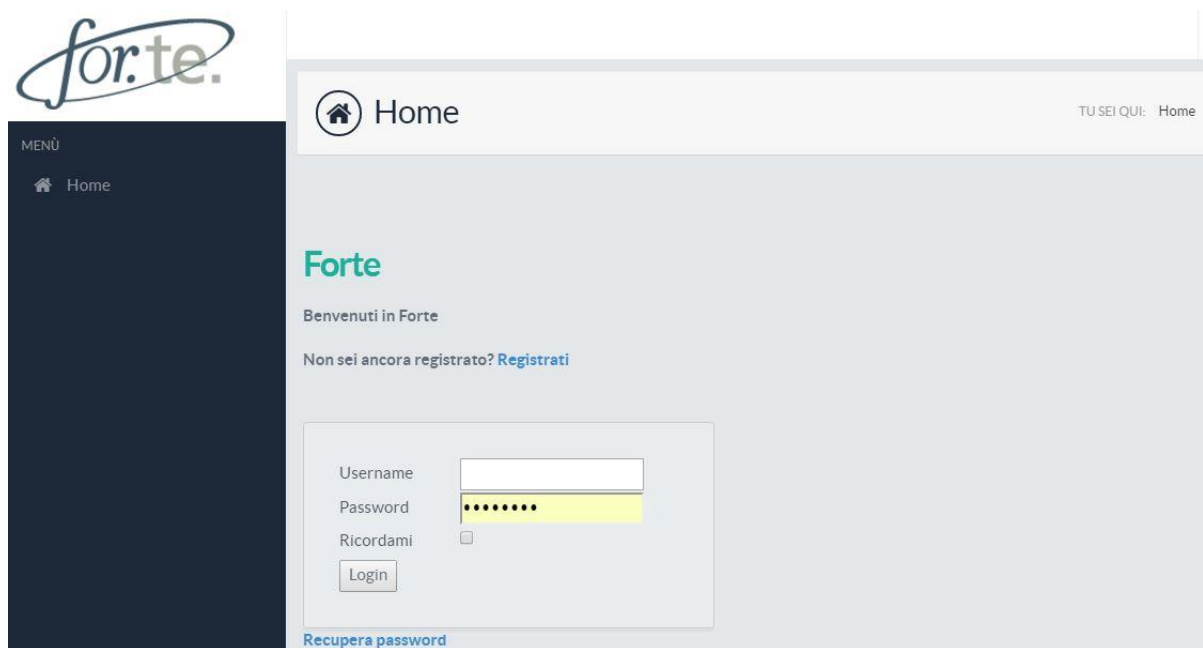 for.te.
MENÙ
Home
Home
TU SEI QUI: Home
Forte
Benvenuti in Forte
Non sei ancora registrato? Registrati
Username
Password ••••••••
Ricordami
Login
Recupera password